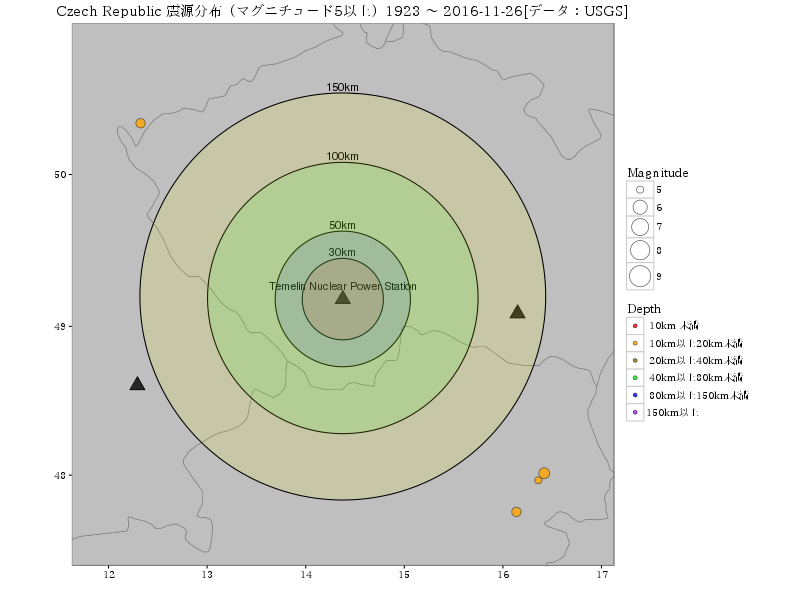 Czech Republic 震源分布（マグニチュード5以上）1923 ～ 2016-11-26[データ：USGS]
150km
100km
50km
30km
Temelin Nuclear Power Station
50
49
48
12 13 14 15 16 17
Magnitude
5
6
7
8
9
Depth
10km 未満
10km以上20km未満
20km以上40km未満
40km以上80km未満
80km以上150km未満
150km以上